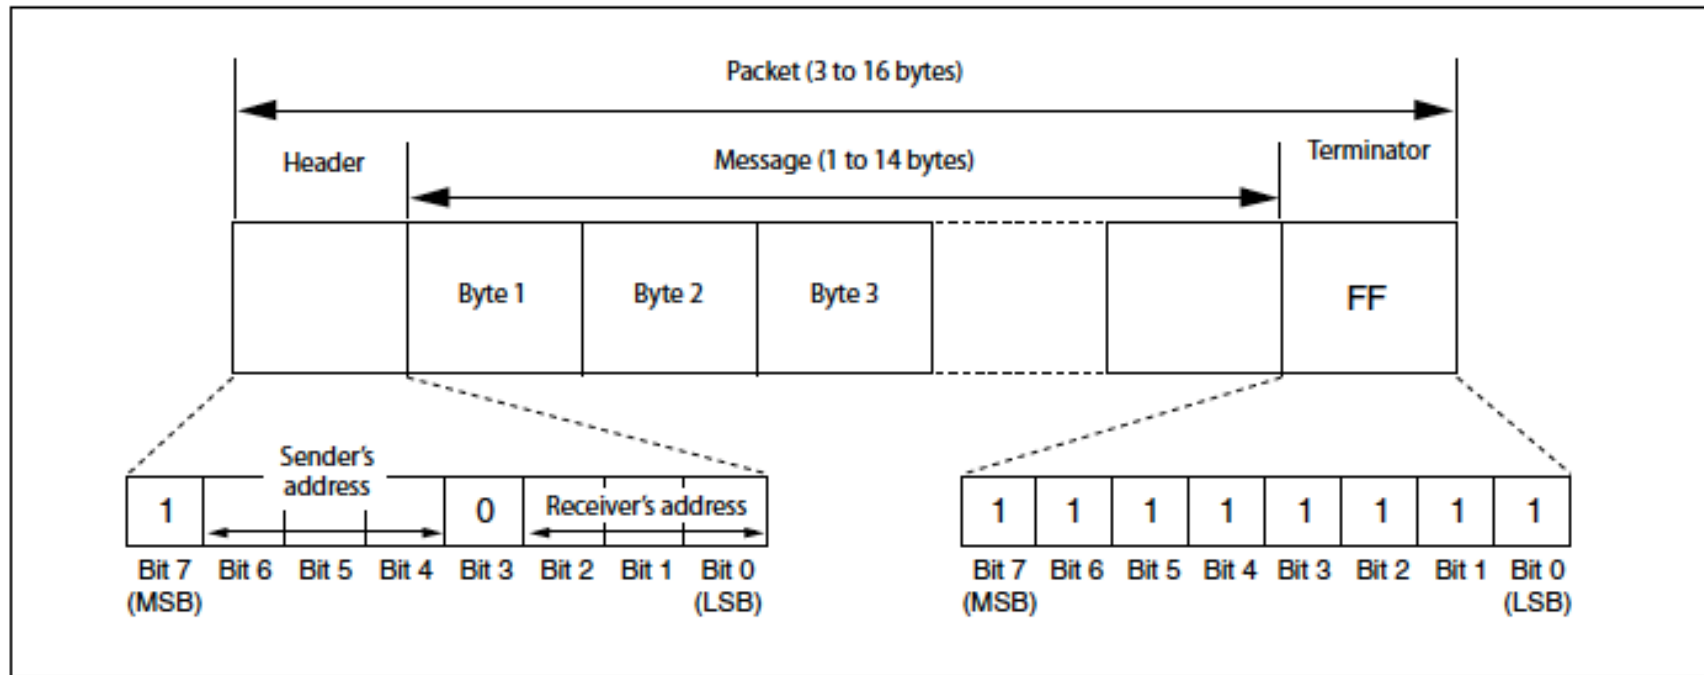 Packet (3 to 16 bytes)
Header
Message (1 to 14 bytes)
Terminator
Byte 1
Byte 2
Byte 3
FF
Sender's
address
1
0
Receiver's address
Bit 7
(MSB)
Bit 6
Bit 5
Bit 4
Bit 3
Bit 2
Bit 1
Bit 0
(LSB)
1 1 1 1 1 1 1 1
Bit 7
(MSB)
Bit 6
Bit 5
Bit 4
Bit 3
Bit 2
Bit 1
Bit 0
(LSB)